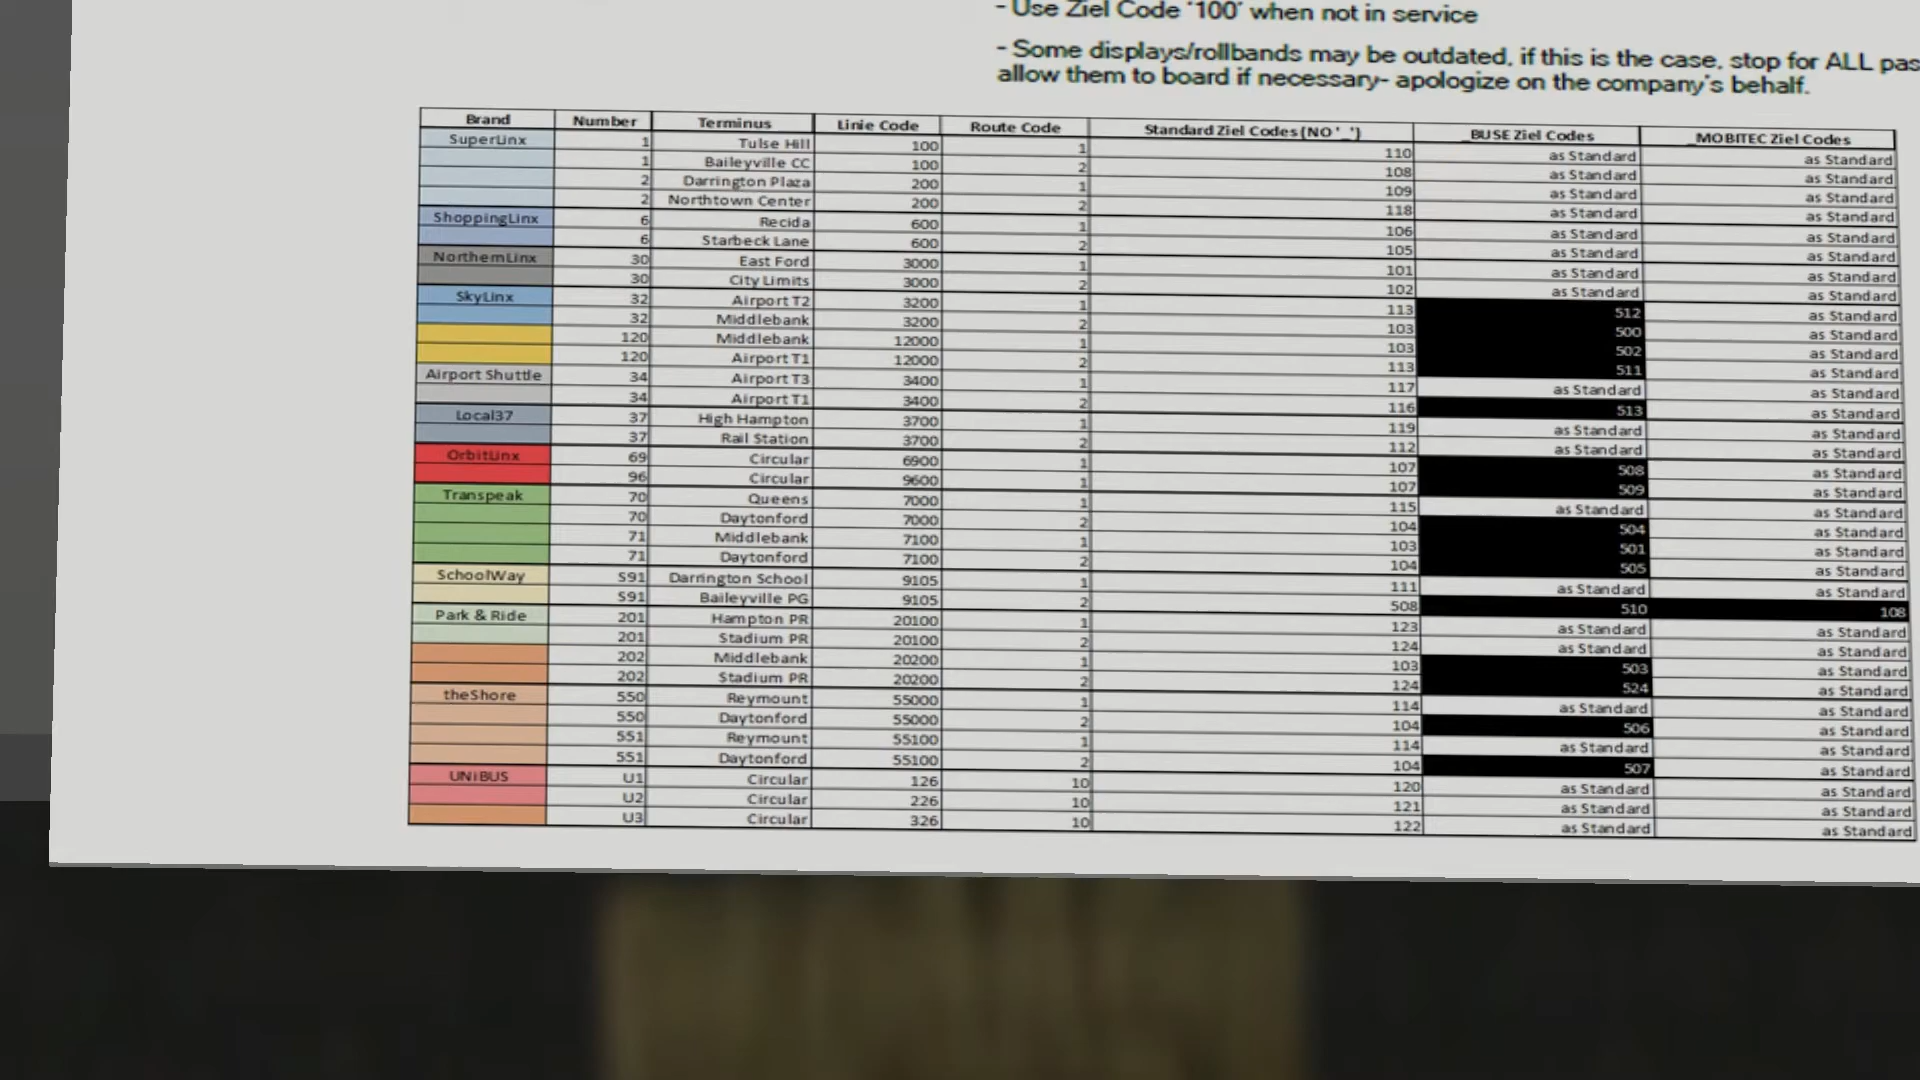 - Use Ziel Code '100' when not in service
- Some displays/rollbands may be outdated, if this is the case, stop for ALL
allow them to board if necessary- apologize on the company's behalf.
Brand Number Terminus Linie Code Route Code Standard Ziel Codes (NO '_') _BUSE Ziel Codes _MOBITEC Ziel Codes
SuperLinx 1 Tulse Hill 100 1 110 as Standard as Standard
1 Baileyville CC 100 2 108 as Standard as Standard
2 Darrington Plaza 200 1 109 as Standard as Standard
2 Northtown Center 200 2 118 as Standard as Standard
ShoppingLinx 6 Recida 600 1 106 as Standard as Standard
6 Starbeck Lane 600 2 105 as Standard as Standard
NorthernLinx 30 East Ford 3000 1 101 as Standard as Standard
30 City Limits 3000 2 102 as Standard as Standard
SkyLinx 32 Airport T2 3200 1 113 512 as Standard
32 Middlebank 3200 2 103 500 as Standard
120 Middlebank 12000 1 103 502 as Standard
120 Airport T1 12000 2 113 511 as Standard
Airport Shuttle 34 Airport T3 3400 1 117 as Standard as Standard
34 Airport T1 3400 2 116 513 as Standard
Local37 37 High Hampton 3700 1 119 as Standard as Standard
37 Rail Station 3700 2 112 as Standard as Standard
OrbitLinx 69 Circular 6900 1 107 508 as Standard
96 Circular 9600 1 107 509 as Standard
Transpeak 70 Queens 7000 1 115 as Standard as Standard
70 Daytonford 7000 2 104 504 as Standard
71 Middlebank 7100 1 103 501 as Standard
71 Daytonford 7100 2 104 505 as Standard
SchoolWay S91 Darrington School 9105 1 111 as Standard as Standard
S91 Baileyville PG 9105 2 508 510 108
Park & Ride 201 Hampton PR 20100 1 123 as Standard as Standard
201 Stadium PR 20100 2 124 as Standard as Standard
202 Middlebank 20200 1 103 503 as Standard
202 Stadium PR 20200 2 124 524 as Standard
theShore 550 Reymount 55000 1 114 as Standard as Standard
550 Daytonford 55000 2 104 506 as Standard
551 Reymount 55100 1 114 as Standard as Standard
551 Daytonford 55100 2 104 507 as Standard
UNiBUS U1 Circular 126 10 120 as Standard as Standard
U2 Circular 226 10 121 as Standard as Standard
U3 Circular 326 10 122 as Standard as Standard